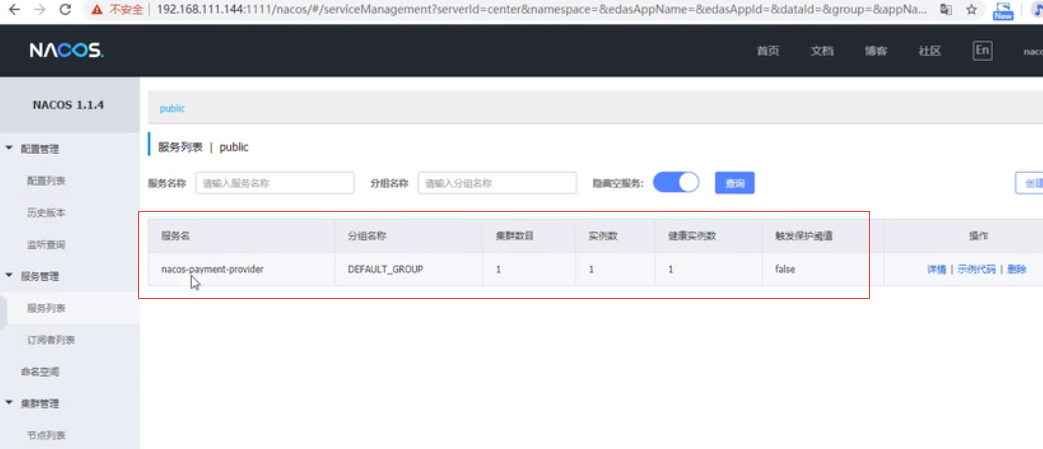 不安全 | 192.168.111.144:1111/nacos/#/serviceManagement?serverId=center&namespace=&edasAppName=&edasAppId=&dataId=&group=&appNa...
New
NACOS.
首页 文档 博客 社区 En naco
NACOS 1.1.4
public
配置管理
服务列表 | public
配置列表
服务名称 请输入服务名称 分组名称 请输入分组名称 隐藏空服务: 查询 创建
历史版本
监听查询
服务名 分组名称 集群数目 实例数 健康实例数 触发保护阈值 操作
服务管理
nacos-payment-provider DEFAULT_GROUP 1 1 1 false 详情 | 示例代码 | 删除
服务列表
订阅者列表
命名空间
集群管理
节点列表